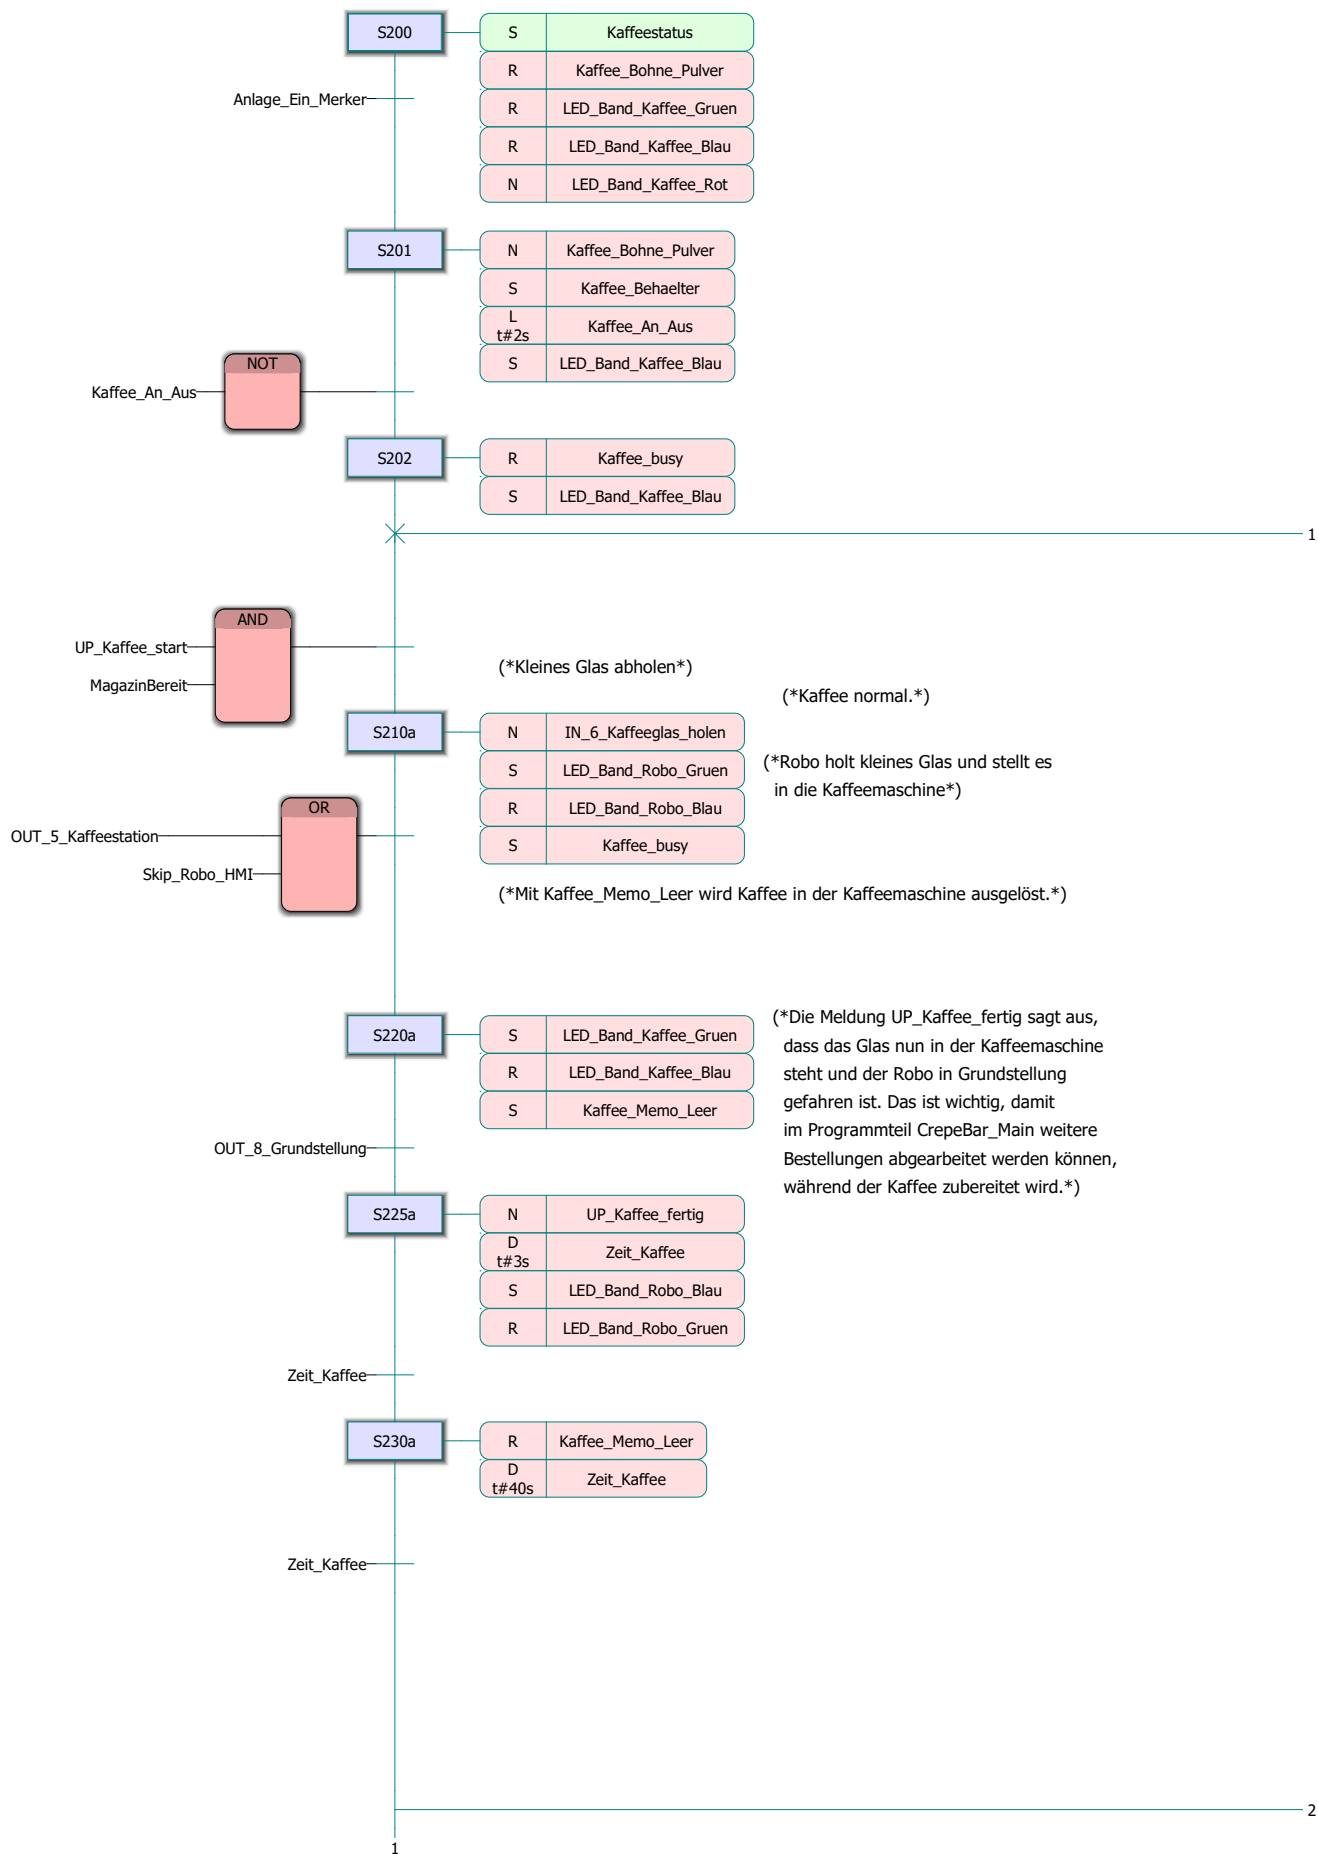 S200
S Kaffeestatus
R Kaffee_Bohne_Pulver
Anlage_Ein_Merker
R LED_Band_Kaffee_Gruen
R LED_Band_Kaffee_Blau
N LED_Band_Kaffee_Rot
S201
N Kaffee_Bohne_Pulver
S Kaffee_Behaelter
L
t#2s
Kaffee_An_Aus
S LED_Band_Kaffee_Blau
NOT
Kaffee_An_Aus
S202
R Kaffee_busy
S LED_Band_Kaffee_Blau
1
AND
UP_Kaffee_start
MagazinBereit
(*Kleines Glas abholen*)
(*Kaffee normal.*)
S210a
N IN_6_Kaffeeglas_holen
S LED_Band_Robo_Gruen
R LED_Band_Robo_Blau
S Kaffee_busy
(*Robo holt kleines Glas und stellt es
in die Kaffeemaschine*)
OR
OUT_5_Kaffeestation
Skip_Robo_HMI
(*Mit Kaffee_Memo_Leer wird Kaffee in der Kaffeemaschine ausgelöst.*)
S220a
S LED_Band_Kaffee_Gruen
R LED_Band_Kaffee_Blau
S Kaffee_Memo_Leer
(*Die Meldung UP_Kaffee_fertig sagt aus,
dass das Glas nun in der Kaffeemaschine
steht und der Robo in Grundstellung
gefahren ist. Das ist wichtig, damit
im Programmteil CrepeBar_Main weitere
Bestellungen abgearbeitet werden können,
während der Kaffee zubereitet wird.*)
OUT_8_Grundstellung
S225a
N UP_Kaffee_fertig
D
t#3s
Zeit_Kaffee
S LED_Band_Robo_Blau
R LED_Band_Robo_Gruen
Zeit_Kaffee
S230a
R Kaffee_Memo_Leer
D
t#40s
Zeit_Kaffee
Zeit_Kaffee
2
1